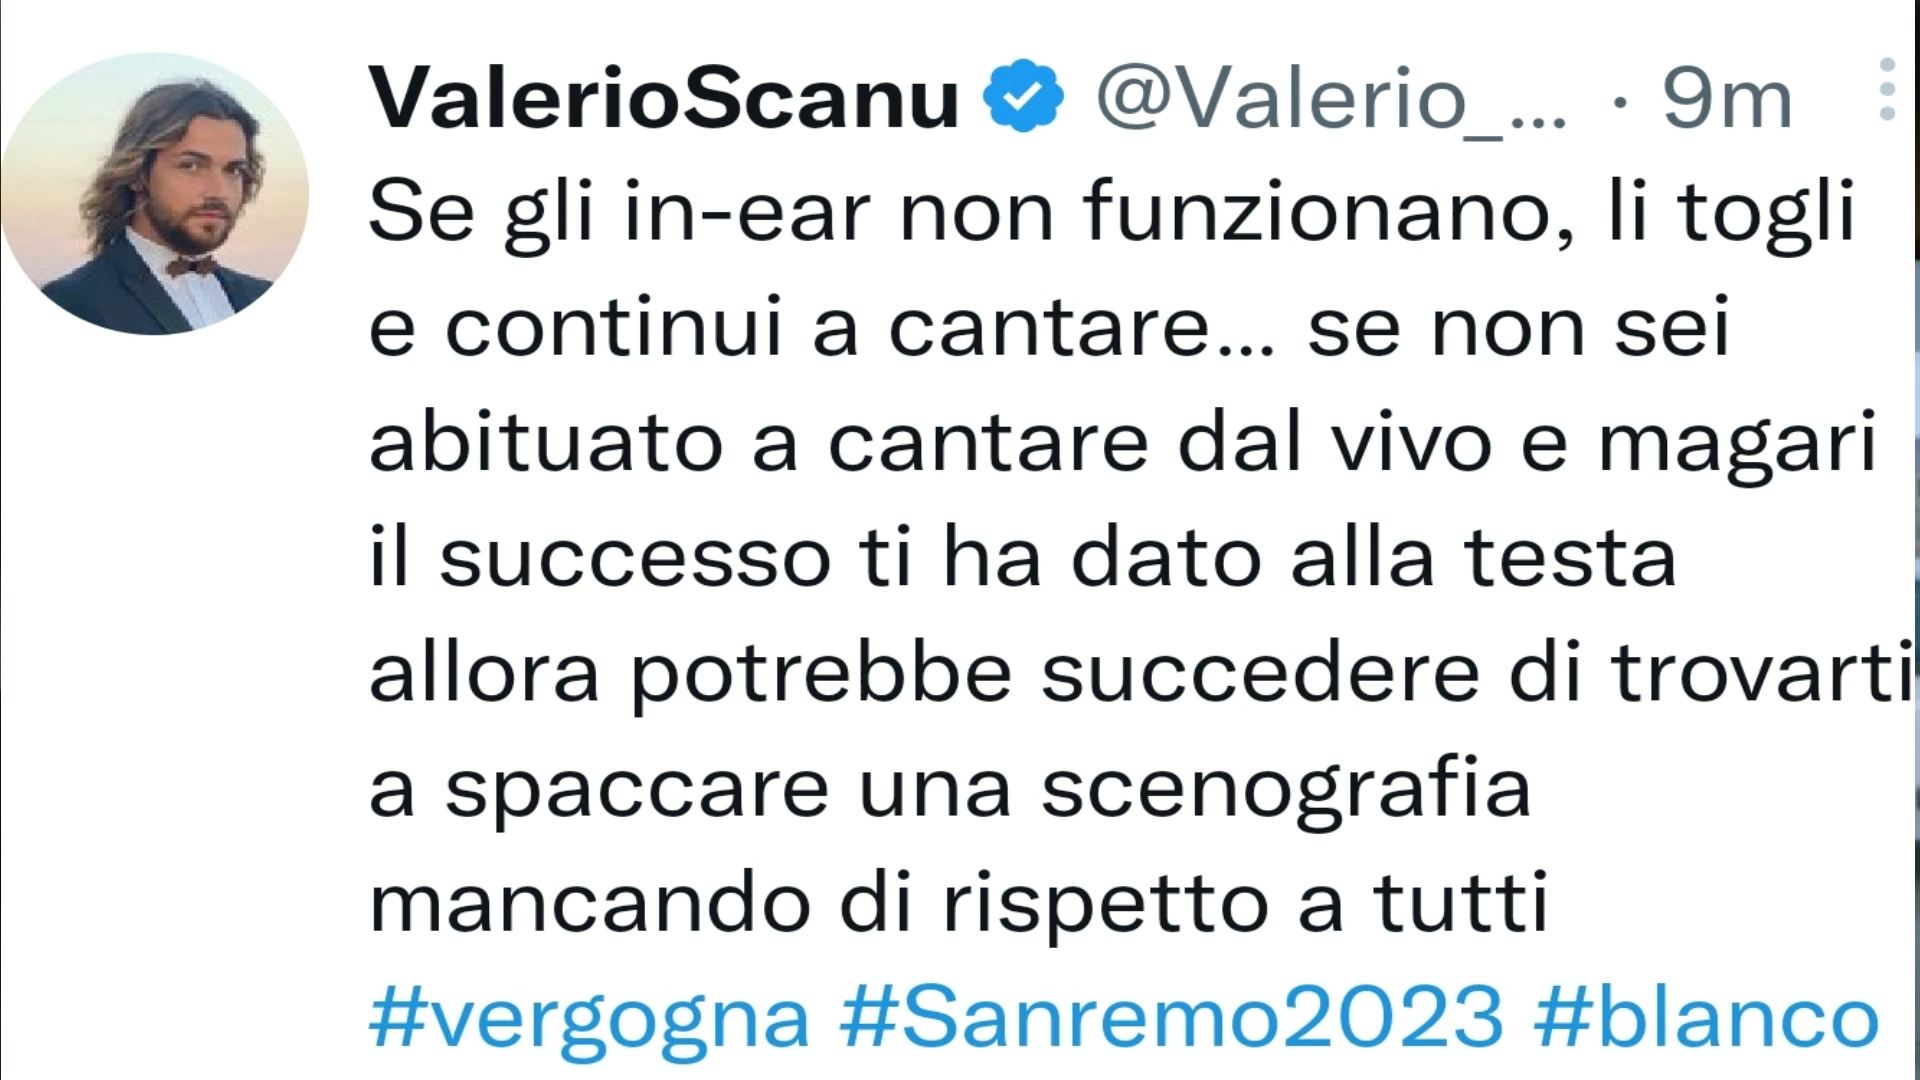 ValerioScanu @Valerio_... · 9m
Se gli in-ear non funzionano, li togli
e continui a cantare... se non sei
abituato a cantare dal vivo e magari
il successo ti ha dato alla testa
allora potrebbe succedere di trovarti
a spaccare una scenografia
mancando di rispetto a tutti
#vergogna #Sanremo2023 #blanco